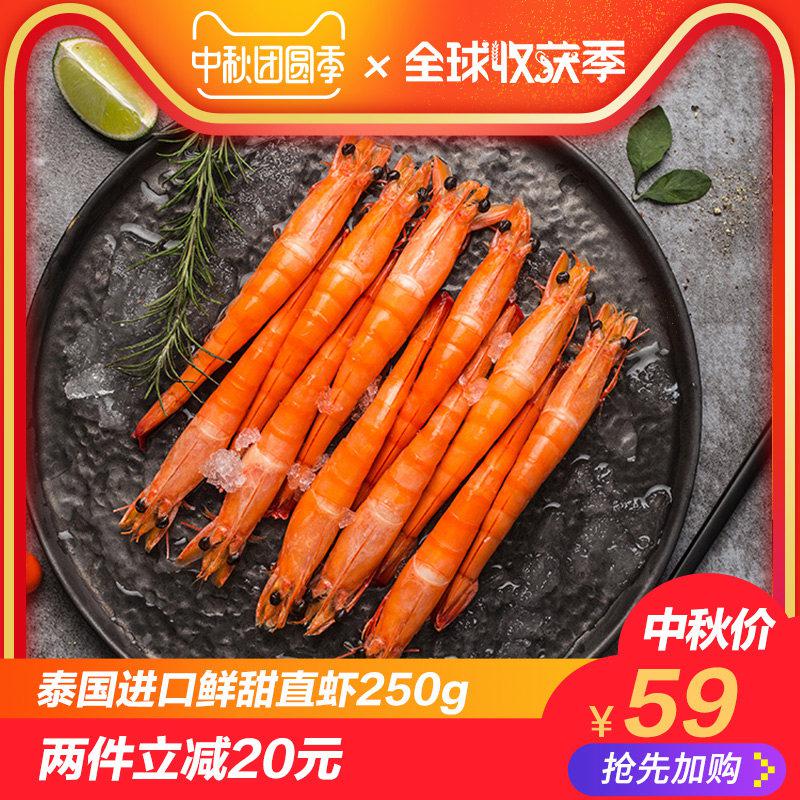 中秋团圆季 × 全球收获季
泰国进口鲜甜直虾250g
两件立减20元
中秋价
¥59
抢先加购